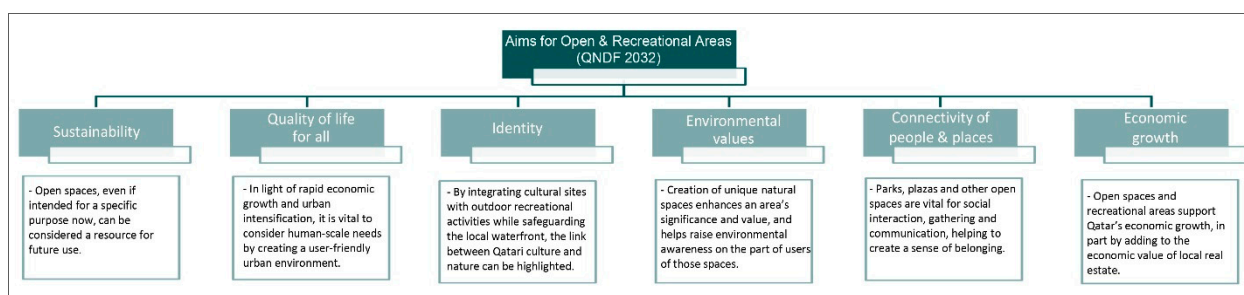 Aims for Open & Recreational Areas
(QNDF 2032)
Sustainability
- Open spaces, even if
intended for a specific
purpose now, can be
considered a resource for
future use.
Quality of life
for all
- In light of rapid economic
growth and urban
intensification, it is vital to
consider human-scale needs
by creating a user-friendly
urban environment.
Identity
- By integrating cultural sites
with outdoor recreational
activities while safeguarding
the local waterfront, the link
between Qatari culture and
nature can be highlighted.
Environmental
values
- Creation of unique natural
spaces enhances an area's
significance and value, and
helps raise environmental
awareness on the part of users
of those spaces.
Connectivity of
people & places
- Parks, plazas and other open
spaces are vital for social
interaction, gathering and
communication, helping to
create a sense of belonging.
Economic
growth
- Open spaces and
recreational areas support
Qatar's economic growth, in
part by adding to the
economic value of local real
estate.